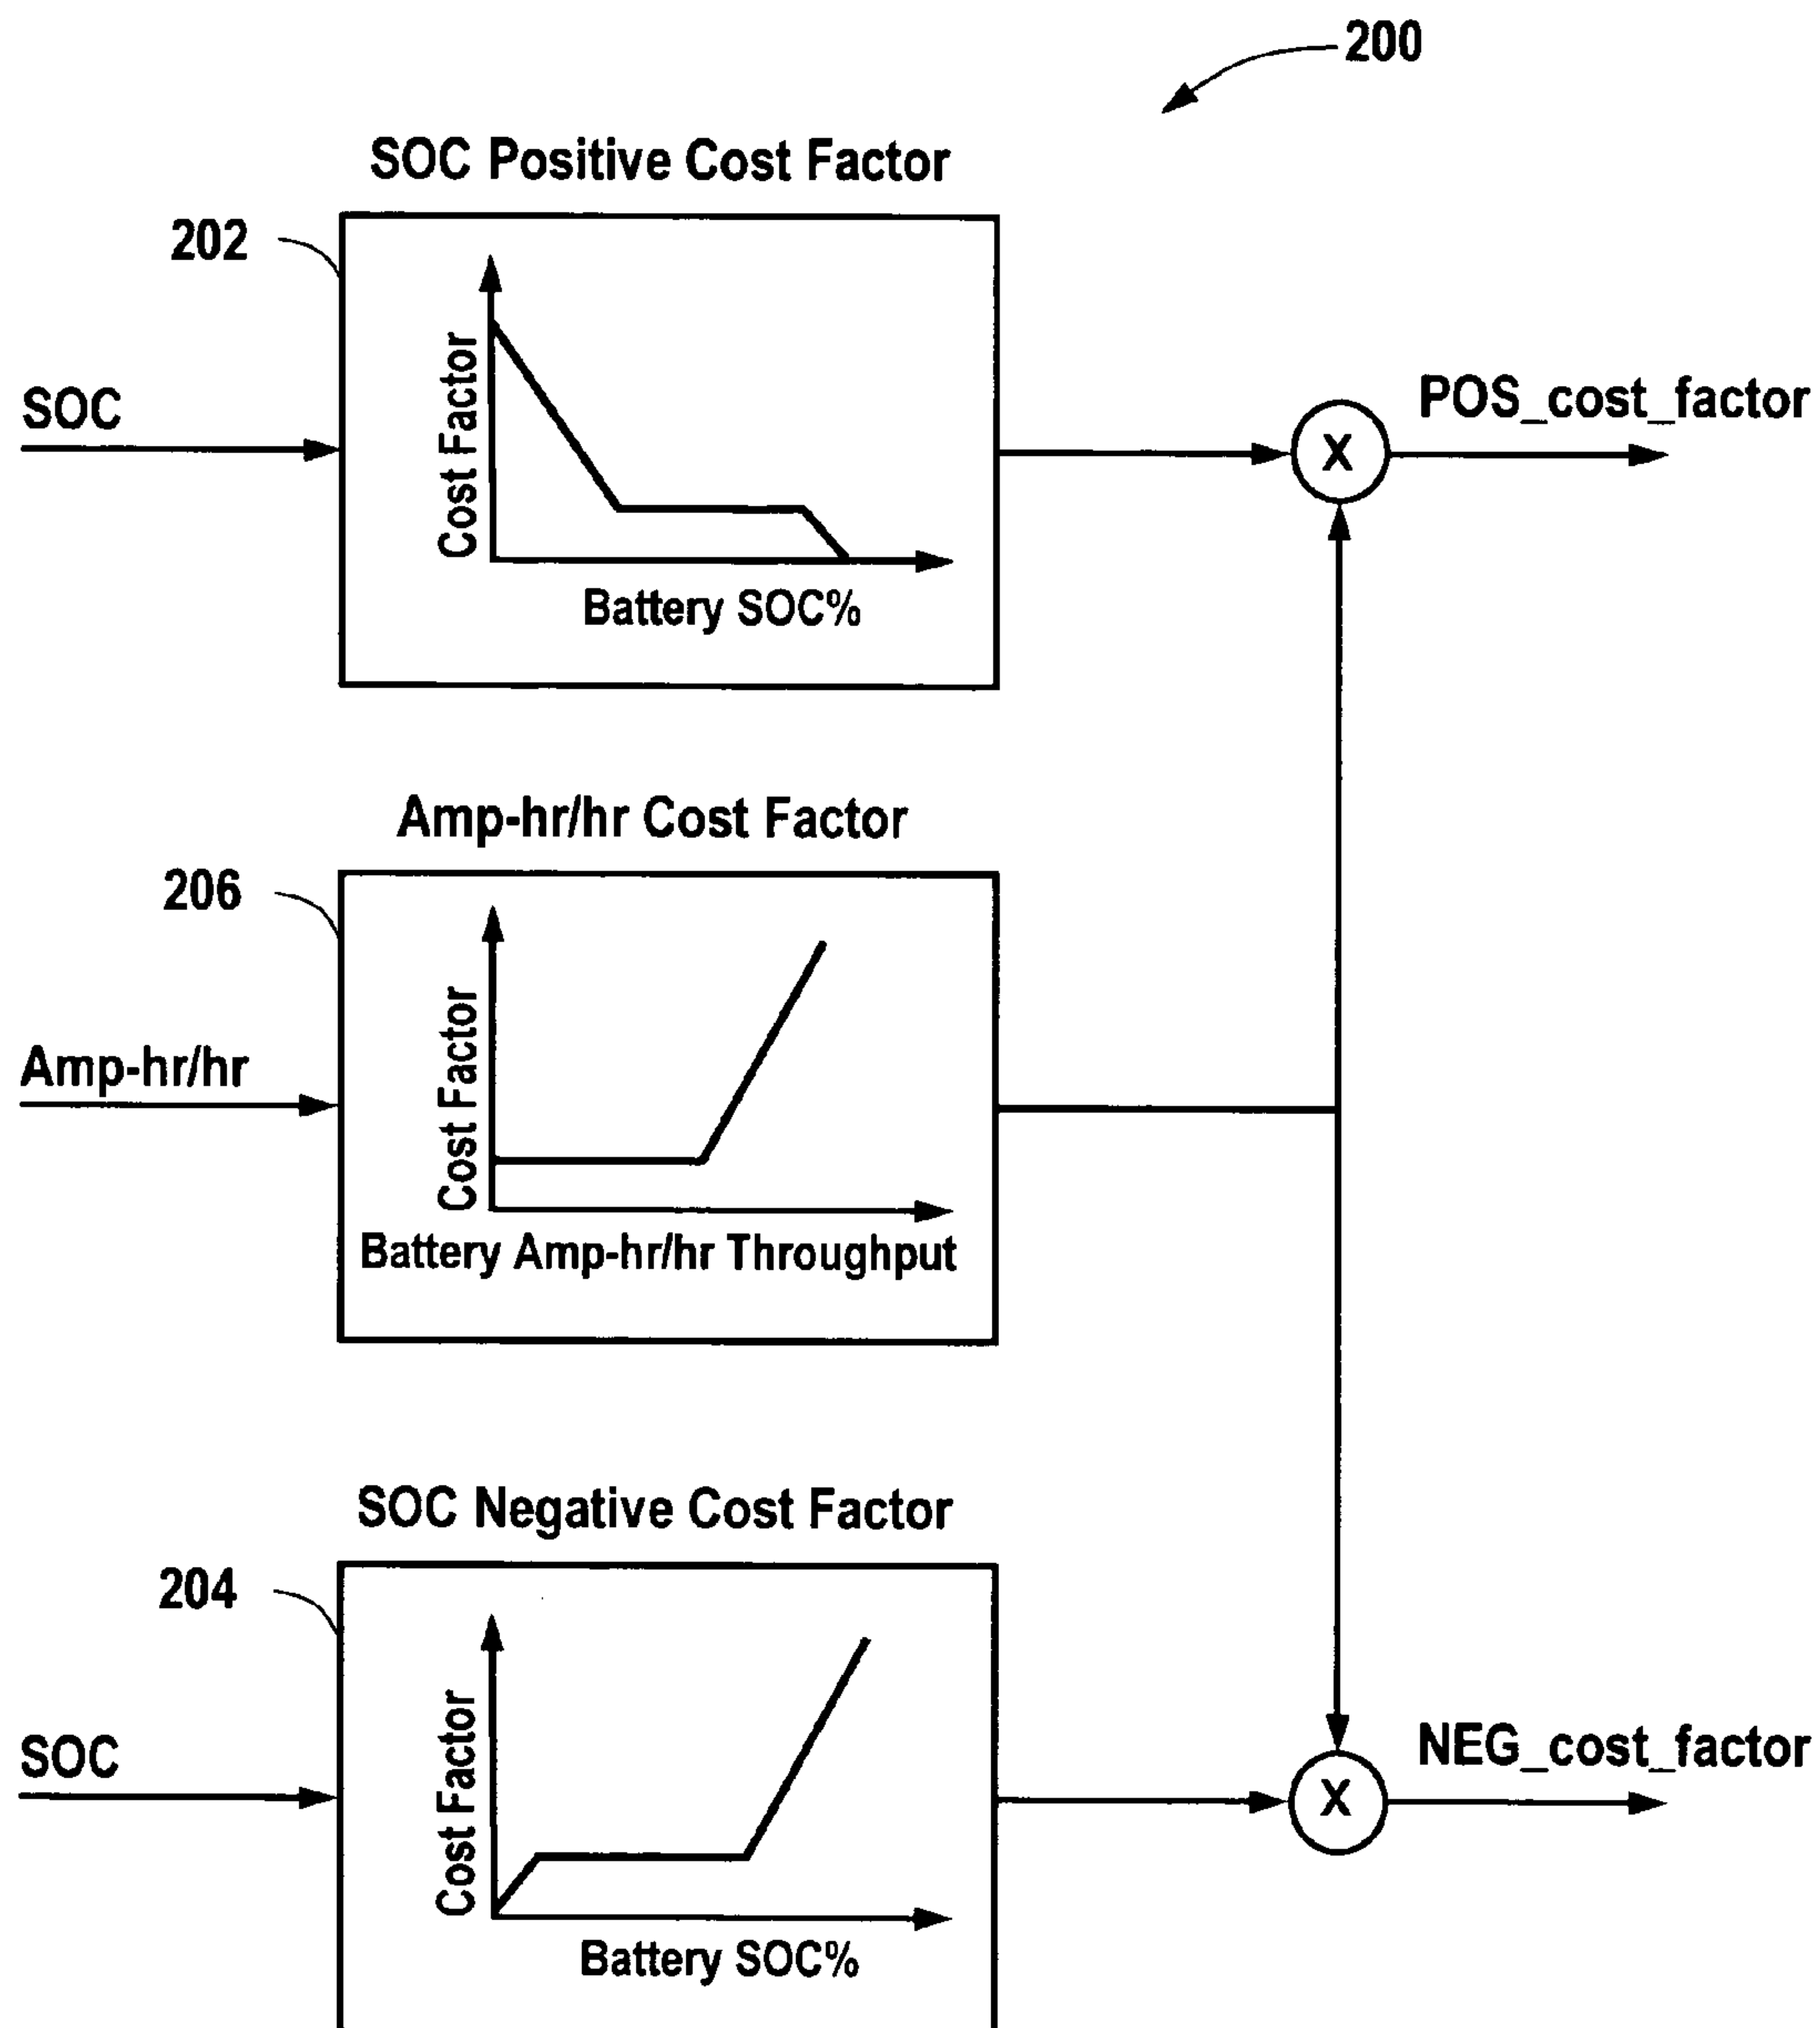 200
SOC Positive Cost Factor
202
Cost Factor
Battery SOC%
SOC
X
POS_cost_factor
Amp-hr/hr Cost Factor
206
Cost Factor
Battery Amp-hr/hr Throughput
Amp-hr/hr
SOC Negative Cost Factor
204
Cost Factor
Battery SOC%
SOC
X
NEG_cost_factor